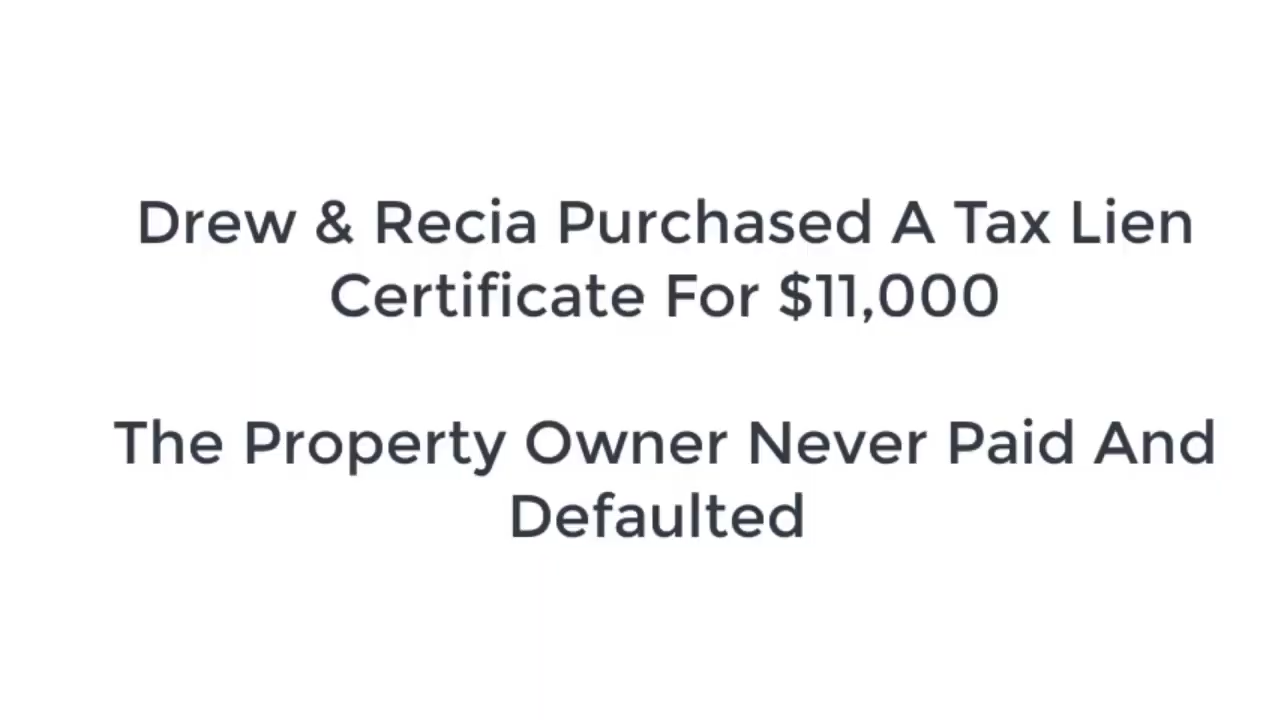 Drew & Recia Purchased A Tax Lien
Certificate For $11,000
The Property Owner Never Paid And
Defaulted